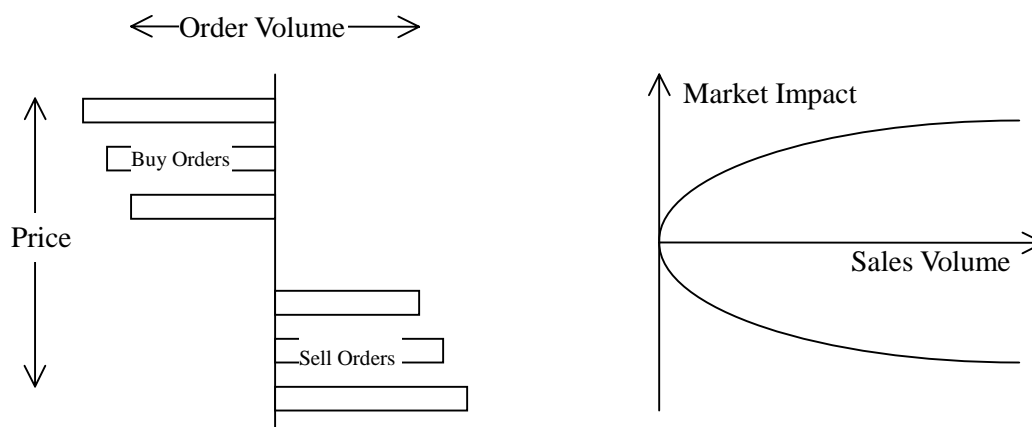 Order Volume
Buy Orders
Price
Sell Orders
Market Impact
Sales Volume